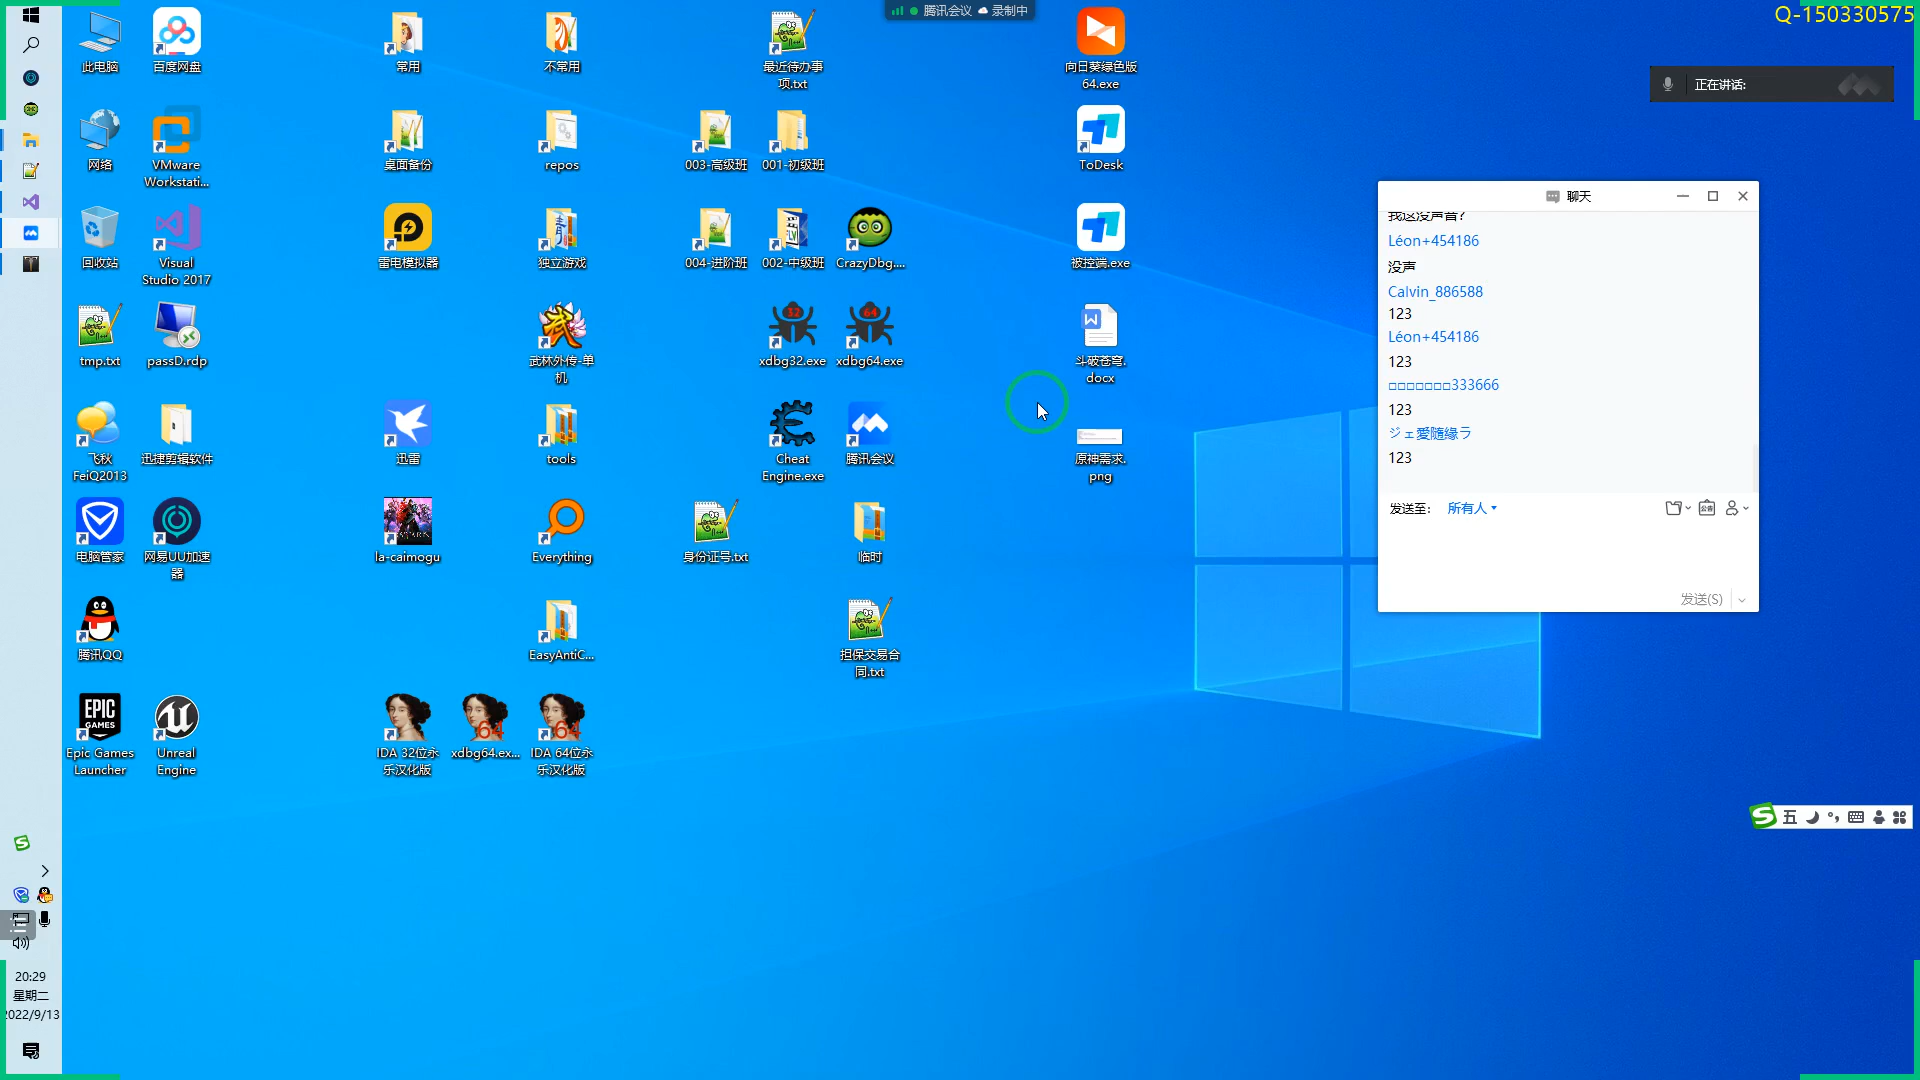 腾讯会议 录制中
Q-150330575
正在讲话:
此电脑
百度网盘
常用
不常用
最近待办事
项.txt
向日葵绿色版
64.exe
网络
VMware
Workstati...
桌面备份
repos
003-高级班
001-初级班
ToDesk
回收站
Visual
Studio 2017
雷电模拟器
独立游戏
004-进阶班
002-中级班
CrazyDbg....
被控端.exe
tmp.txt
passD.rdp
武林外传-单
机
xdbg32.exe
xdbg64.exe
斗破苍穹.
docx
飞秋
FeiQ2013
迅捷剪辑软件
迅雷
tools
Cheat
Engine.exe
腾讯会议
原神需求.
png
电脑管家
网易UU加速
器
la-caimogu
Everything
身份证号.txt
临时
腾讯QQ
EasyAntiC...
担保交易合
同.txt
EPIC
GAMES
Epic Games
Launcher
Unreal
Engine
IDA 32位永
乐汉化版
xdbg64.ex...
IDA 64位永
乐汉化版
聊天
我这没声音?
Léon+454186
没声
Calvin_886588
123
Léon+454186
123
□□□□□□□333666
123
ジェ愛隨緣ラ
123
发送至:
所有人
发送(S)
五
20:29
星期二
2022/9/13